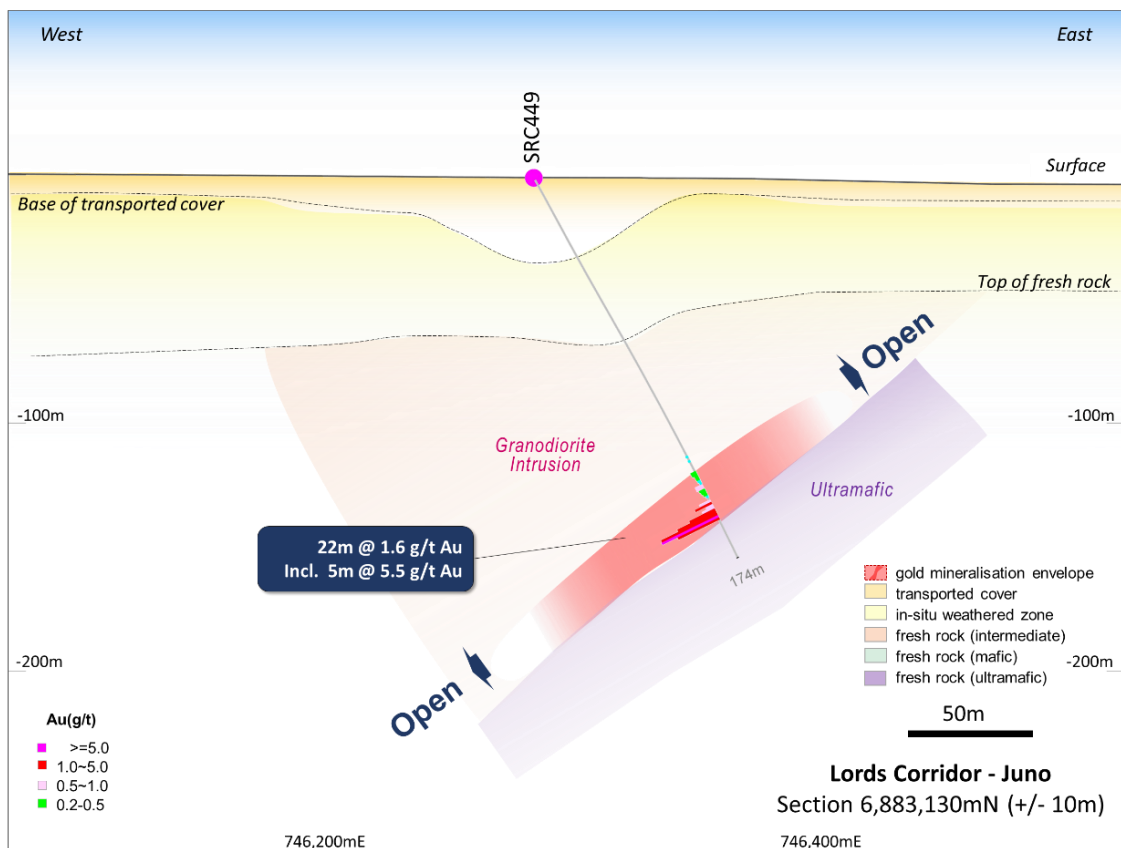 West
East
SRC449
Surface
Base of transported cover
Top of fresh rock
Open
-100m
-100m
Granodiorite
Intrusion
Ultramafic
22m @ 1.6 g/t Au
Incl. 5m @ 5.5 g/t Au
174m
gold mineralisation envelope
transported cover
in-situ weathered zone
fresh rock (intermediate)
fresh rock (mafic)
fresh rock (ultramafic)
-200m
-200m
Open
50m
Au(g/t)
>=5.0
1.0~5.0
0.5~1.0
0.2-0.5
Lords Corridor - Juno
Section 6,883,130mN (+/- 10m)
746,200mE
746,400mE